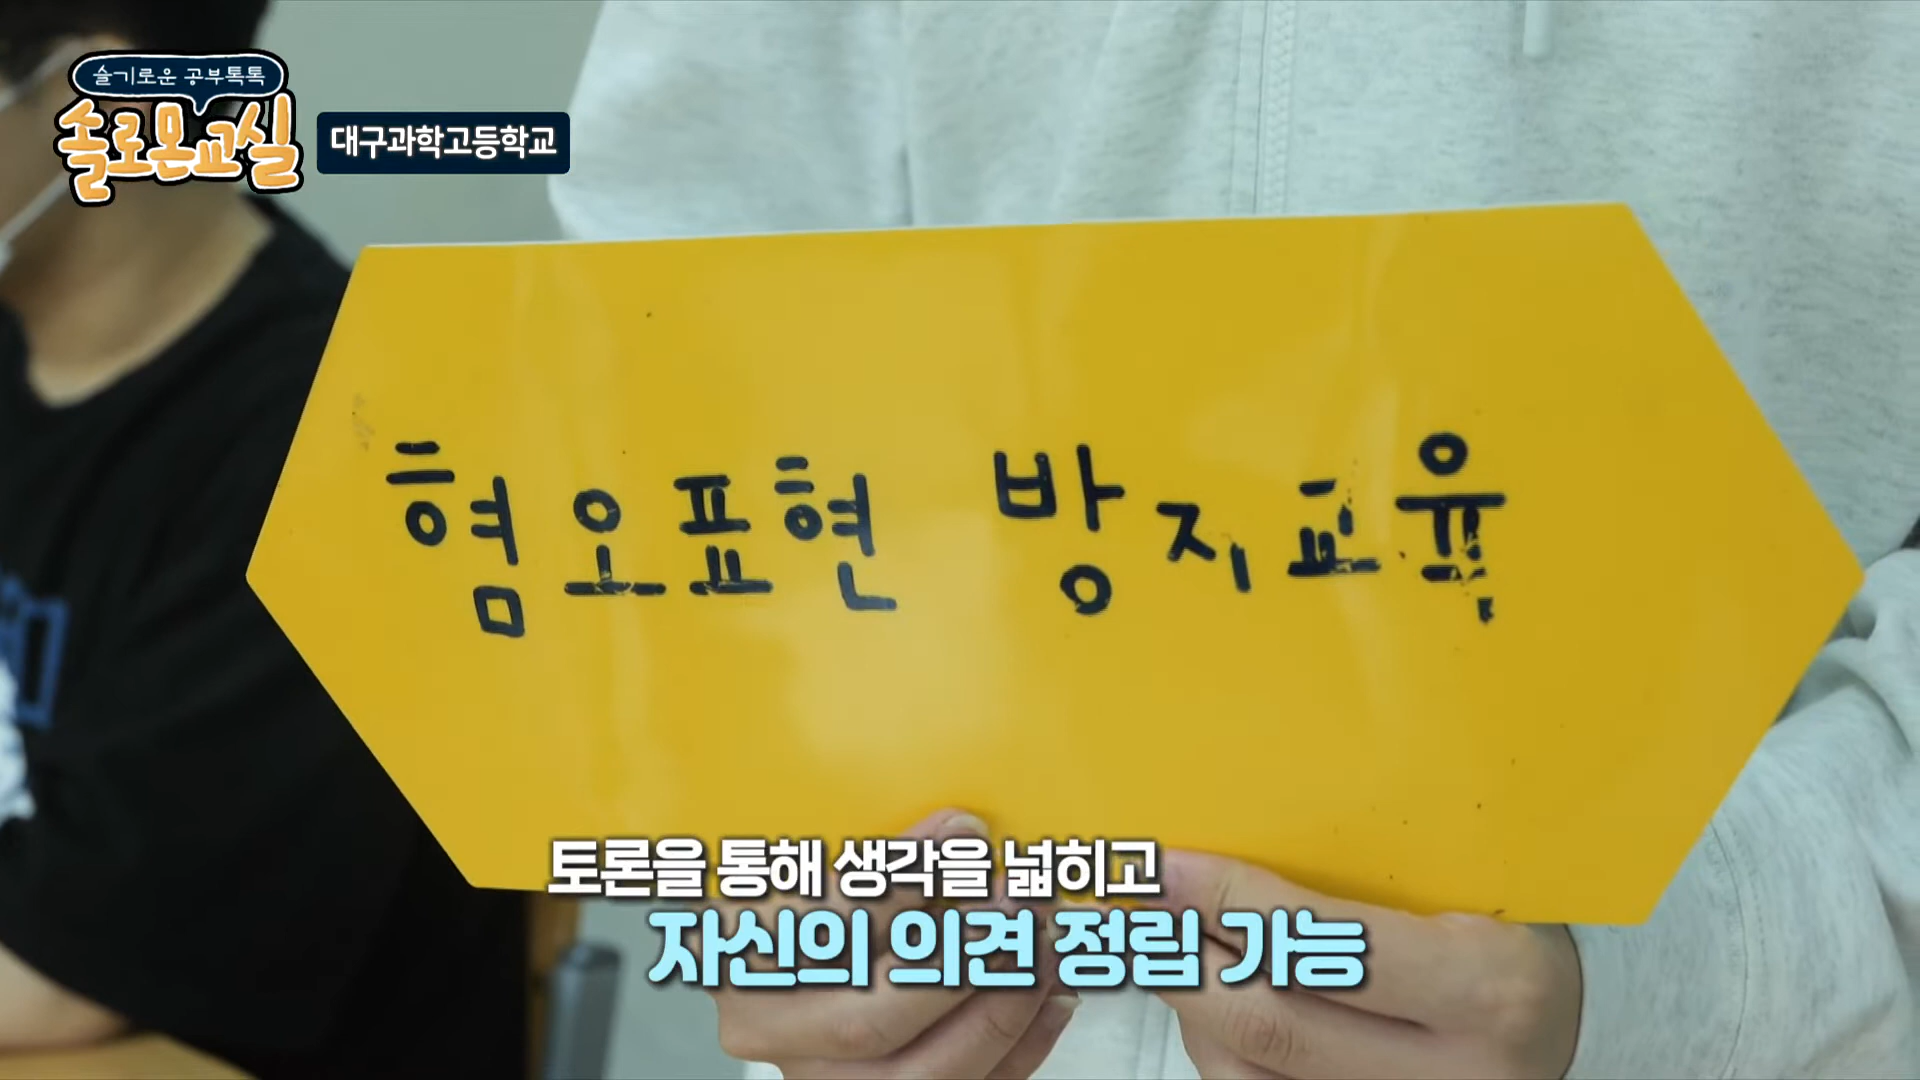 슬기로운 공부톡톡
솔로몬교실
대구과학고등학교
혐오표현 방지교육
토론을 통해 생각을 넓히고
자신의 의견 정립 가능